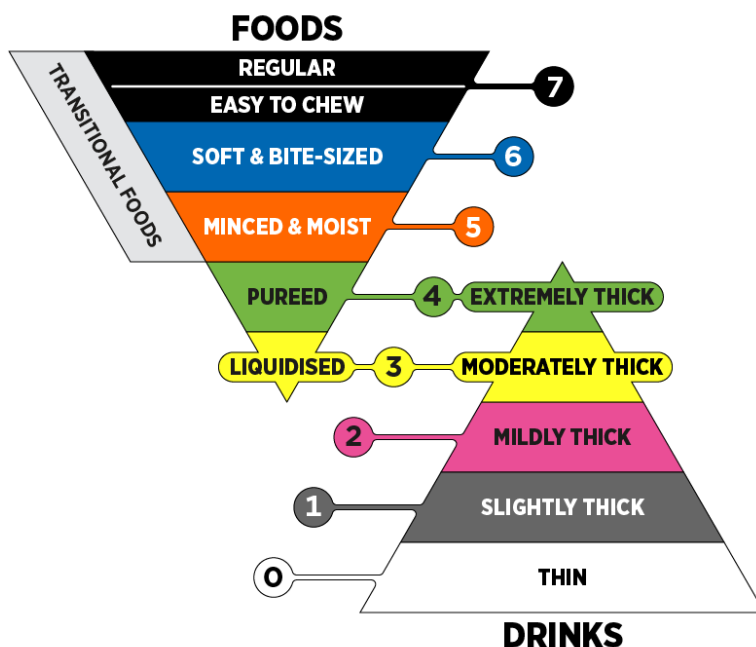 FOODS
REGULAR
7
EASY TO CHEW
TRANSITIONAL FOODS
SOFT & BITE-SIZED
6
MINCED & MOIST
5
PUREED
4
EXTREMELY THICK
LIQUIDISED
3
MODERATELY THICK
2
MILDLY THICK
1
SLIGHTLY THICK
0
THIN
DRINKS